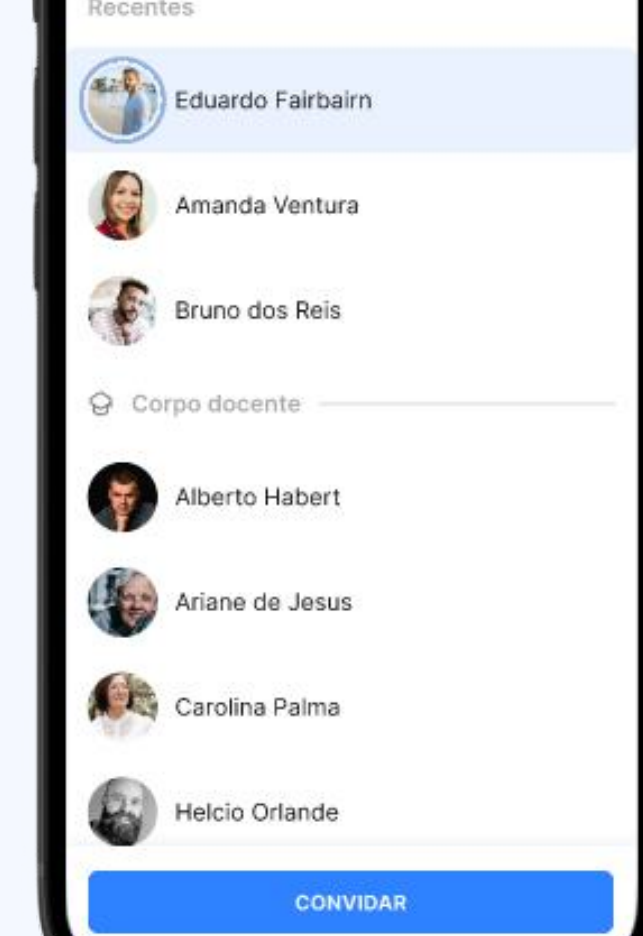 Recentes
Eduardo Fairbairn
Amanda Ventura
Bruno dos Reis
Corpo docente
Alberto Habert
Ariane de Jesus
Carolina Palma
Helcio Orlande
CONVIDAR